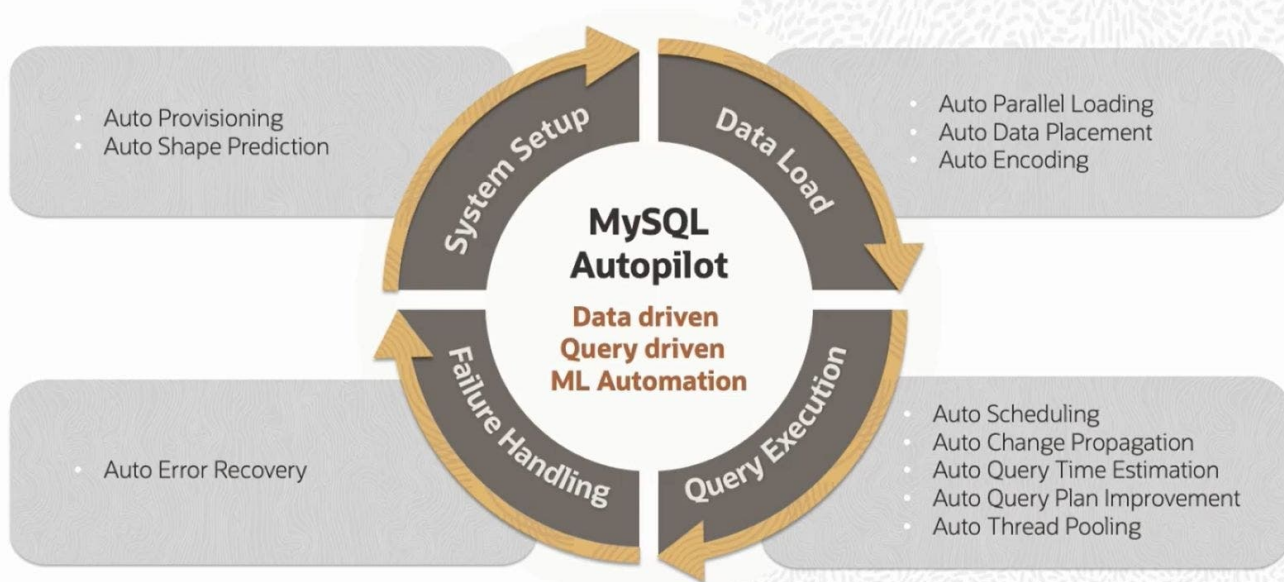 Auto Provisioning
Auto Shape Prediction
System Setup
Data Load
Auto Parallel Loading
Auto Data Placement
Auto Encoding
MySQL
Autopilot
Data driven
Query driven
ML Automation
Failure Handling
Query Execution
Auto Error Recovery
Auto Scheduling
Auto Change Propagation
Auto Query Time Estimation
Auto Query Plan Improvement
Auto Thread Pooling